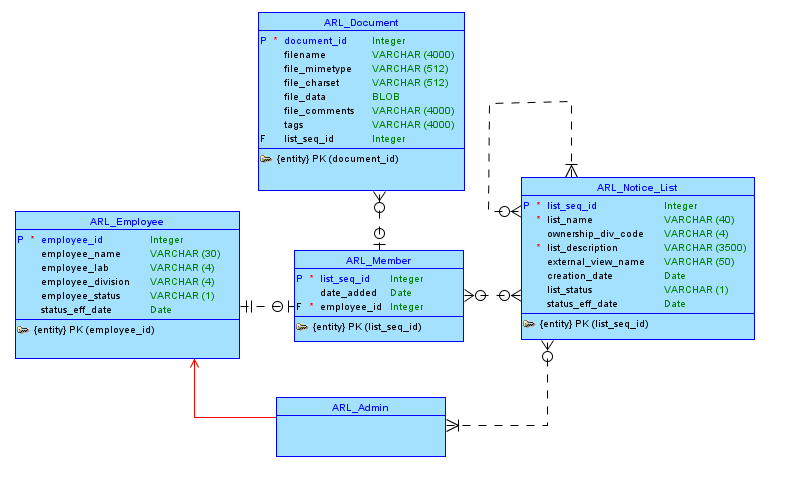 ARL_Document
P * document_id Integer
filename VARCHAR (4000)
file_mimetype VARCHAR (512)
file_charset VARCHAR (512)
file_data BLOB
file_comments VARCHAR (4000)
tags VARCHAR (4000)
F list_seq_id Integer
{entity} PK (document_id)
ARL_Notice_List
P * list_seq_id Integer
* list_name VARCHAR (40)
ownership_div_code VARCHAR (4)
* list_description VARCHAR (3500)
external_view_name VARCHAR (50)
creation_date Date
list_status VARCHAR (1)
status_eff_date Date
{entity} PK (list_seq_id)
ARL_Employee
P * employee_id Integer
employee_name VARCHAR (30)
employee_lab VARCHAR (4)
employee_division VARCHAR (4)
employee_status VARCHAR (1)
status_eff_date Date
{entity} PK (employee_id)
ARL_Member
P * list_seq_id Integer
date_added Date
F * employee_id Integer
{entity} PK (list_seq_id)
ARL_Admin